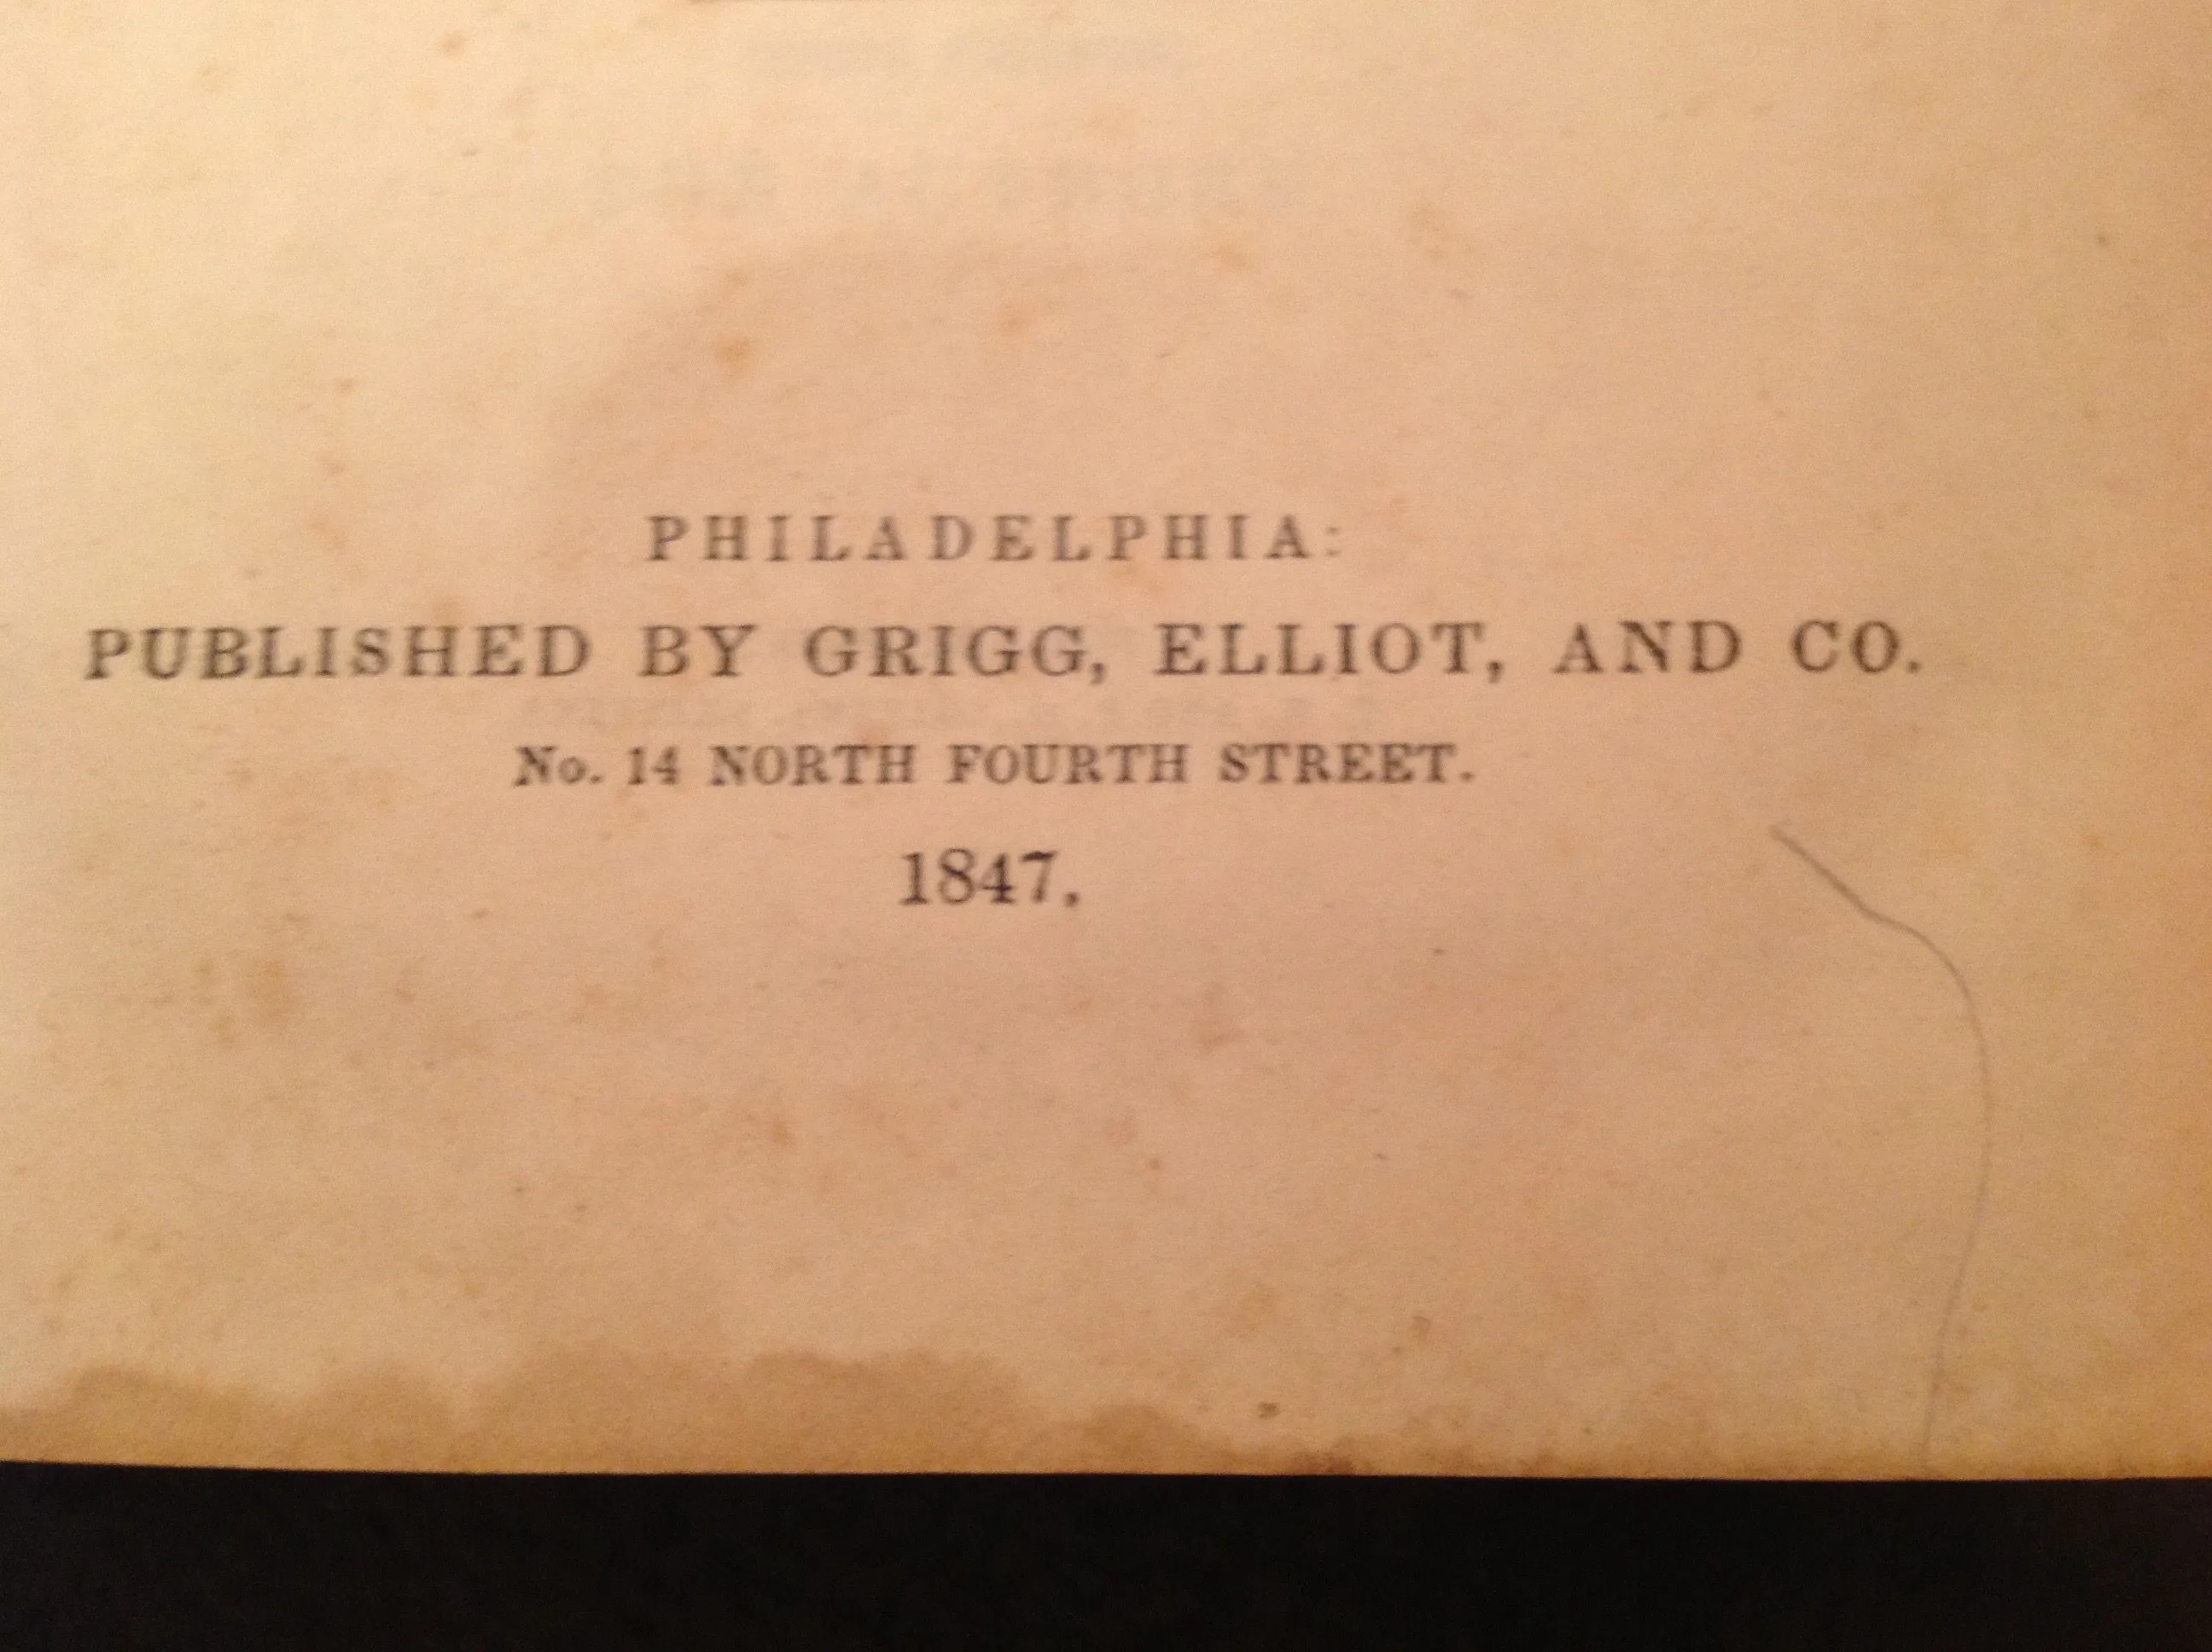 PHILADELPHIA:
PUBLISHED BY GRIGG, ELLIOT, AND CO.
No. 14 NORTH FOURTH STREET.
1847.